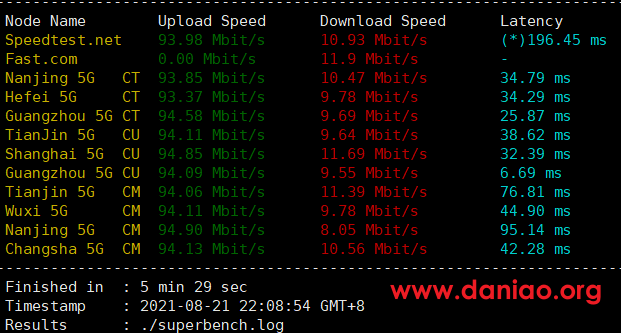 Node Name Upload Speed Download Speed Latency
Speedtest.net 93.98 Mbit/s 10.93 Mbit/s (*)196.45 ms
Fast.com 0.00 Mbit/s 11.9 Mbit/s -
Nanjing 5G CT 93.85 Mbit/s 10.47 Mbit/s 34.79 ms
Hefei 5G CT 93.37 Mbit/s 9.78 Mbit/s 34.29 ms
Guangzhou 5G CT 94.58 Mbit/s 9.69 Mbit/s 25.87 ms
TianJin 5G CU 94.11 Mbit/s 9.64 Mbit/s 38.62 ms
Shanghai 5G CU 94.85 Mbit/s 11.69 Mbit/s 32.39 ms
Guangzhou 5G CU 94.09 Mbit/s 9.55 Mbit/s 6.69 ms
Tianjin 5G CM 94.06 Mbit/s 11.39 Mbit/s 76.81 ms
Wuxi 5G CM 94.11 Mbit/s 9.78 Mbit/s 44.90 ms
Nanjing 5G CM 94.90 Mbit/s 8.05 Mbit/s 95.14 ms
Changsha 5G CM 94.13 Mbit/s 10.56 Mbit/s 42.28 ms
Finished in : 5 min 29 sec
www.daniao.org
Timestamp : 2021-08-21 22:08:54 GMT+8
Results : ./superbench.log